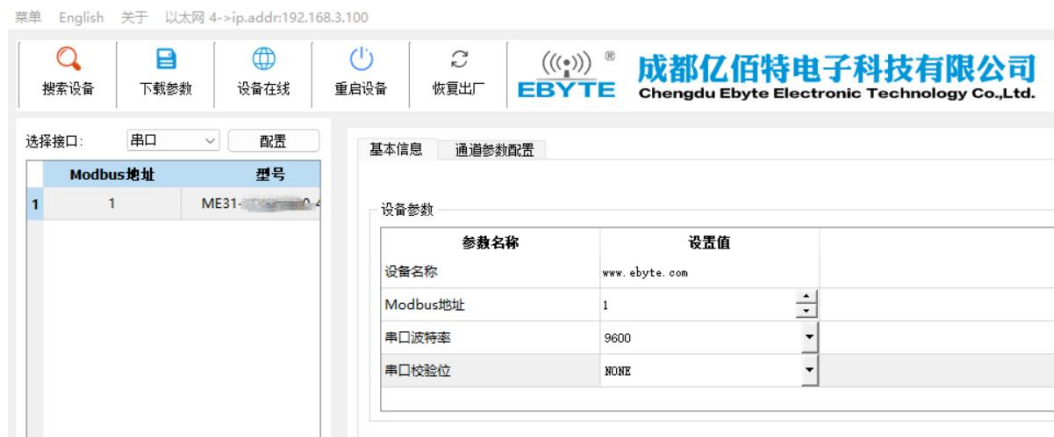 菜单 English 关于 以太网 4->ip.addr:192.168.3.100
搜索设备 下载参数 设备在线 重启设备 恢复出厂
((( ))) ®
EBYTE
成都亿佰特电子科技有限公司
Chengdu Ebyte Electronic Technology Co.,Ltd.
选择接口: 串口 配置
Modbus地址 型号
1 1 ME31-
基本信息 通道参数配置
设备参数
参数名称 设置值
设备名称 www.ebyte.com
Modbus地址 1
串口波特率 9600
串口校验位 NONE